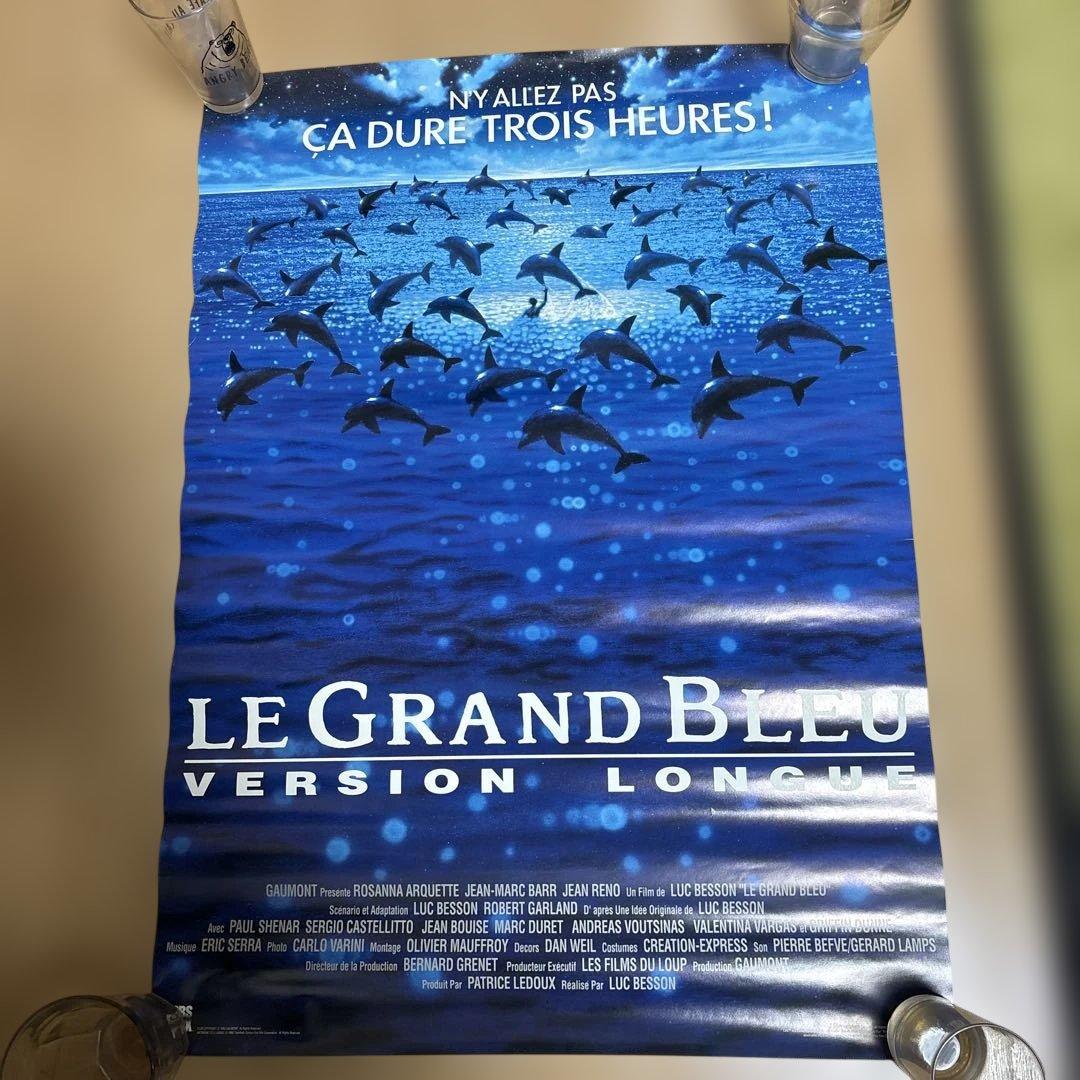 ANGRY
N'Y ALLEZ PAS
ÇA DURE TROIS HEURES!
LE GRAND BLEU
VERSION LONGUE
GAUMONT Présente ROSANNA ARQUETTE JEAN-MARC BARR JEAN RENO Un Film de LUC BESSON "LE GRAND BLEU"
Scénario et Adaptation LUC BESSON ROBERT GARLAND D'après Une Idée Originale de LUC BESSON
Avec PAUL SHENAR SERGIO CASTELLITTO JEAN BOUISE MARC DURET ANDREAS VOUTSINAS VALENTINA VARGAS et GRIFFIN DUNNE
Musique ERIC SERRA Photo CARLO VARINI Montage OLIVIER MAUFFROY Decors DAN WEIL Costumes CREATION-EXPRESS Son PIERRE BEFVE/GERARD LAMPS
Directeur de la Production BERNARD GRENET Producteur Exécutif LES FILMS DU LOUP Production GAUMONT
Produit Par PATRICE LEDOUX Réalisé Par LUC BESSON